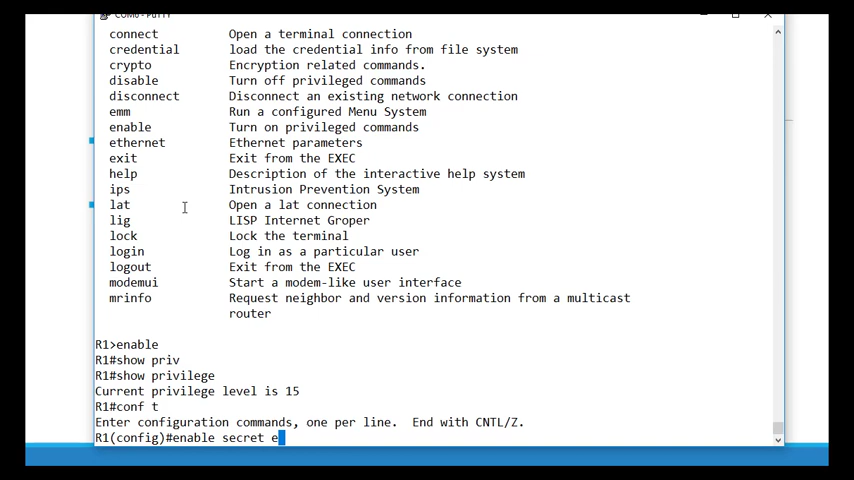 connect Open a terminal connection
credential load the credential info from file system
crypto Encryption related commands.
disable Turn off privileged commands
disconnect Disconnect an existing network connection
emm Run a configured Menu System
enable Turn on privileged commands
ethernet Ethernet parameters
exit Exit from the EXEC
help Description of the interactive help system
ips Intrusion Prevention System
lat Open a lat connection
lig LISP Internet Groper
lock Lock the terminal
login Log in as a particular user
logout Exit from the EXEC
modemui Start a modem-like user interface
mrinfo Request neighbor and version information from a multicast
router
R1>enable
R1#show priv
R1#show privilege
Current privilege level is 15
R1#conf t
Enter configuration commands, one per line.  End with CNTL/Z.
R1(config)#enable secret e